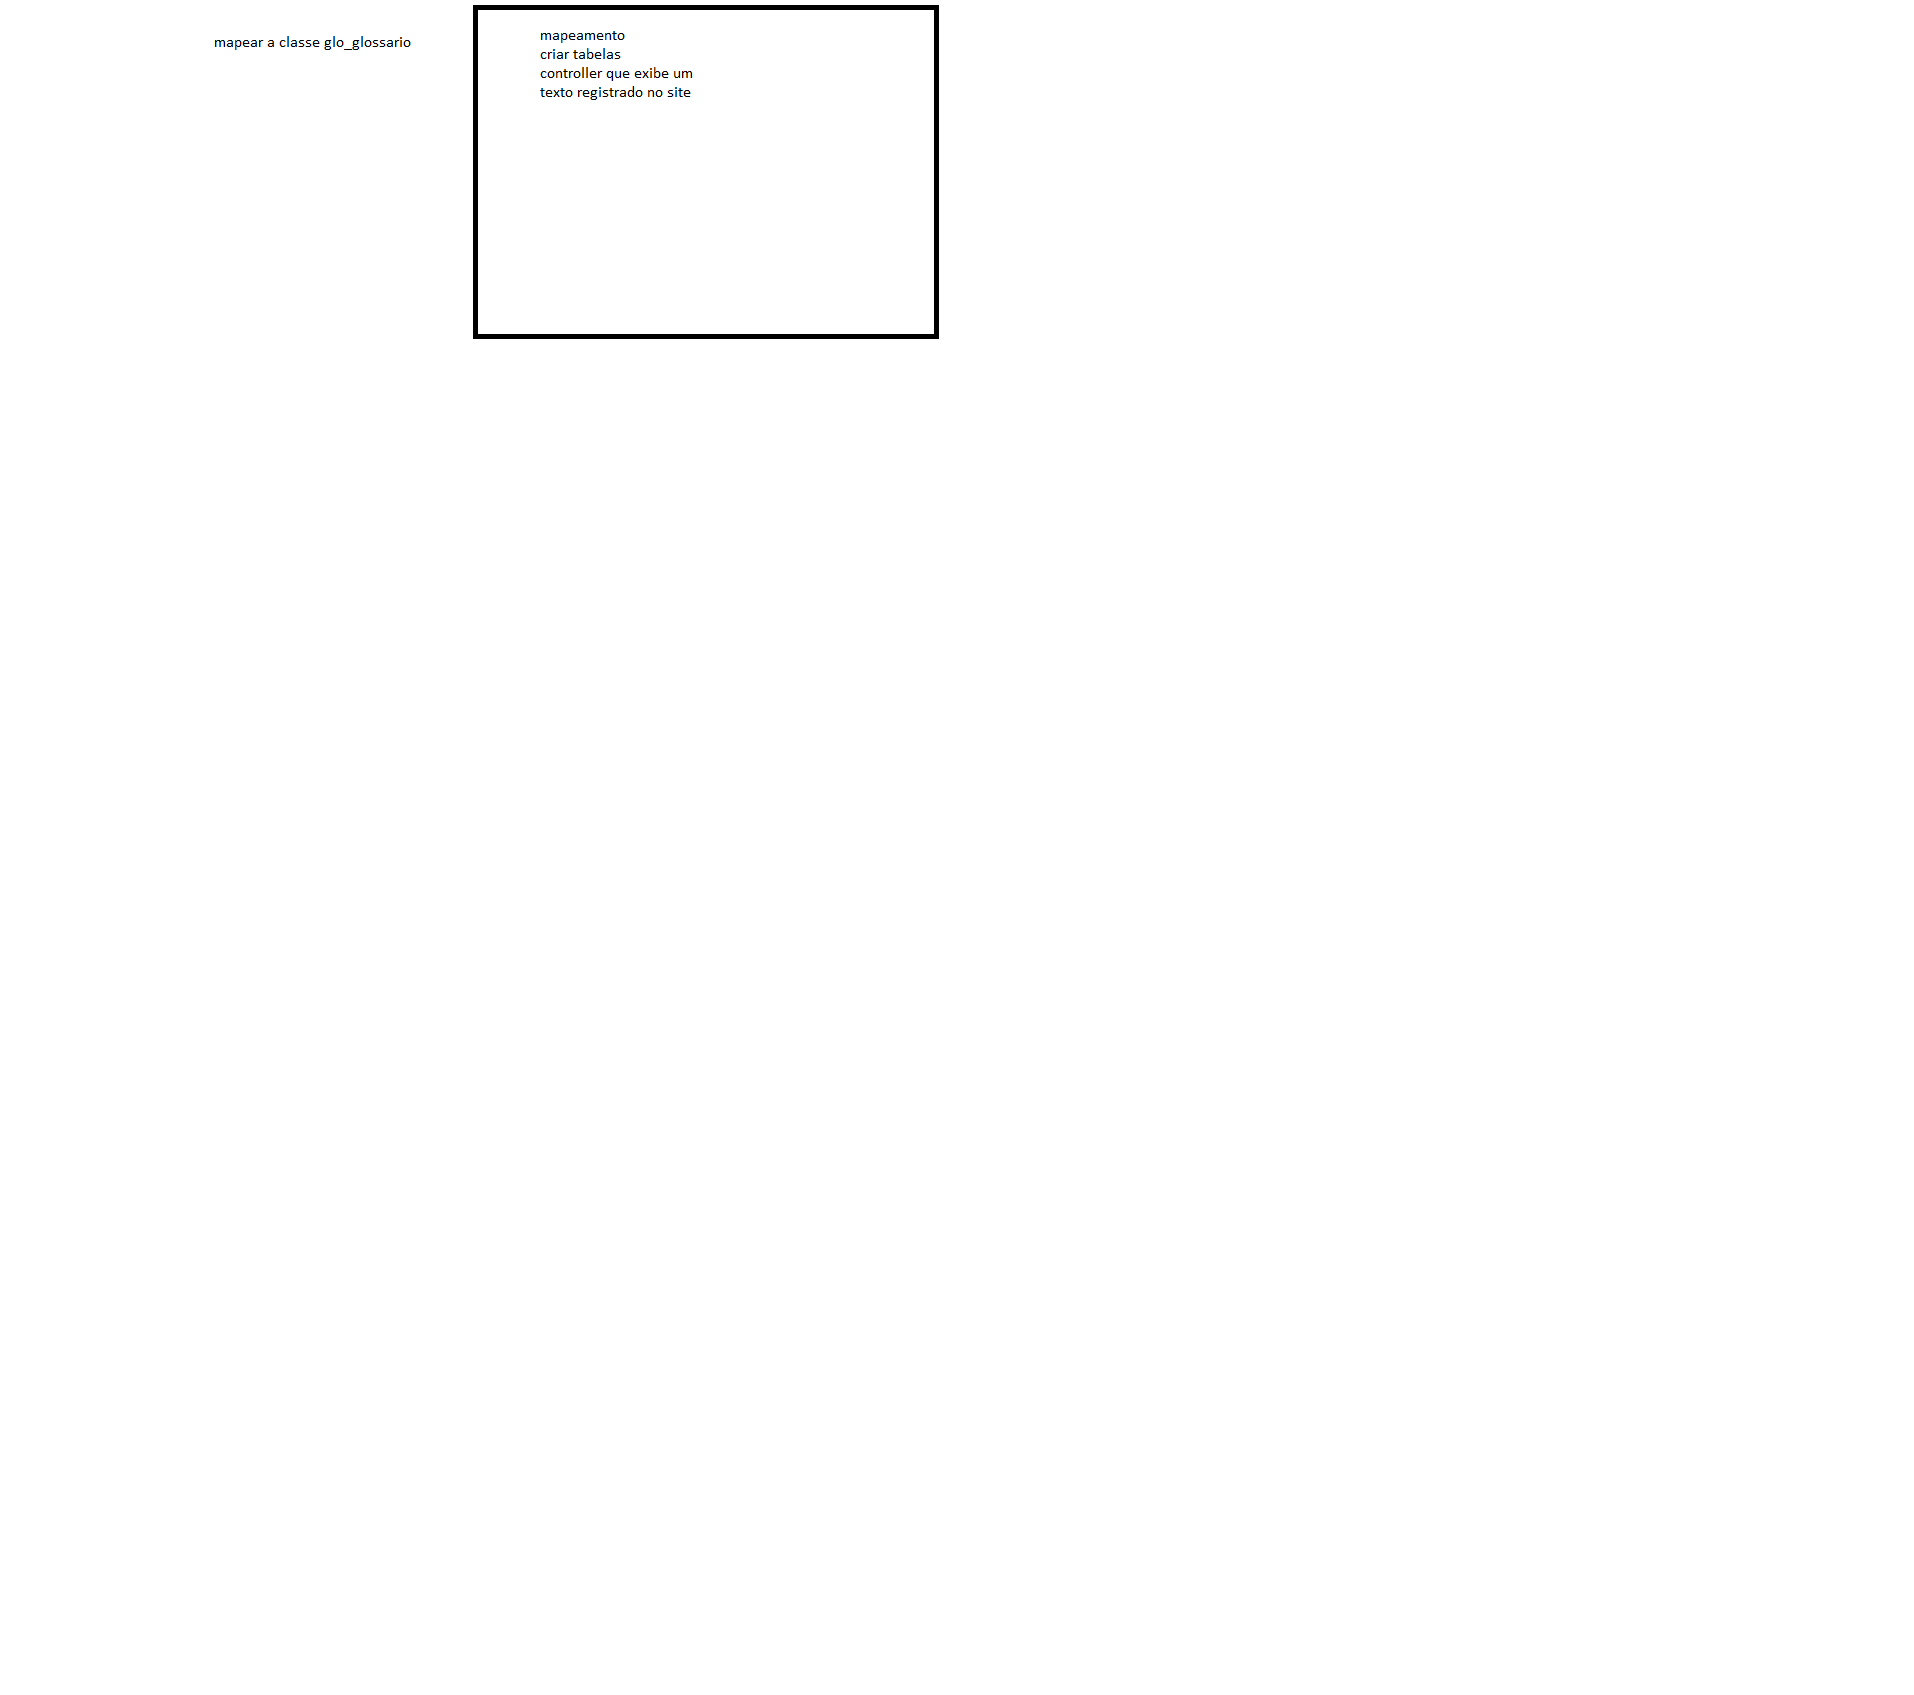 mapear a classe glo_glossario
mapeamento
criar tabelas
controller que exibe um
texto registrado no site